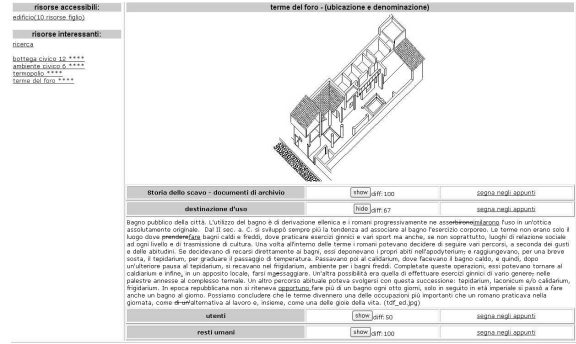 risorse accessibili:
edificio(10 risorse figlio)
risorse interessanti:
ricerca
bottega civico 12 ****
ambiente civico 6 ****
termopolio ****
terme del foro ****
terme del foro - (ubicazione e denominazione)
Storia dello scavo - documenti di archivio show diff:100 segna negli appunti
destinazione d'uso hide diff:67 segna negli appunti
Bagno pubblico della città. L'utilizzo del bagno è di derivazione ellenica e i romani progressivamente ne assorbironeimilarono l'uso in un'ottica
assolutamente originale. Dal II sec. a. C. si sviluppò sempre più la tendenza ad associare al bagno l'esercizio corporeo. Le terme non erano solo il
luogo dove prenderefare bagni caldi e freddi, dove praticare esercizi ginnici e vari sport ma anche, se non soprattutto, luoghi di relazione sociale
ad ogni livello e di trasmissione di cultura. Una volta all'interno delle terme i romani potevano decidere di seguire vari percorsi, a seconda dei gusti
e delle abitudini. Se decidevano di recarsi direttamente ai bagni, essi deponevano i propri abiti nell'apodyterium; e raggiungevano, per una breve
sosta, il tepidarium, per graduare il passaggio di temperatura. Passavano poi al calidarium, dove facevano il bagno caldo, e quindi, dopo
un'ulteriore pausa al tepidarium, si recavano nel frigidarium, ambiente per i bagni freddi. Completate queste operazioni, essi potevano tornare al
calidarium e infine, in un apposito locale, farsi mgessaggiare. Un'altra possibilità era quella di effettuare esercizi ginnici di vario genere nelle
palestre annesse al complesso termale. Un altro percorso abituale poteva svolgersi con questa successione: tepidarium, laconicum e/o calidarium,
frigidarium. In epoca repubblicana non si riteneva opportuno fare più di un bagno ogni otto giorni, solo in seguito in età imperiale si passò a fare
anche un bagno al giorno. Possiamo concludere che le terme divennero una delle occupazioni più importanti che un romano praticava nella
giornata, come di un'alternativa al lavoro e, insieme, come una delle gioie della vita. (tdf_ed.jpg)
utenti show diff:50 segna negli appunti
resti umani show diff:100 segna negli appunti